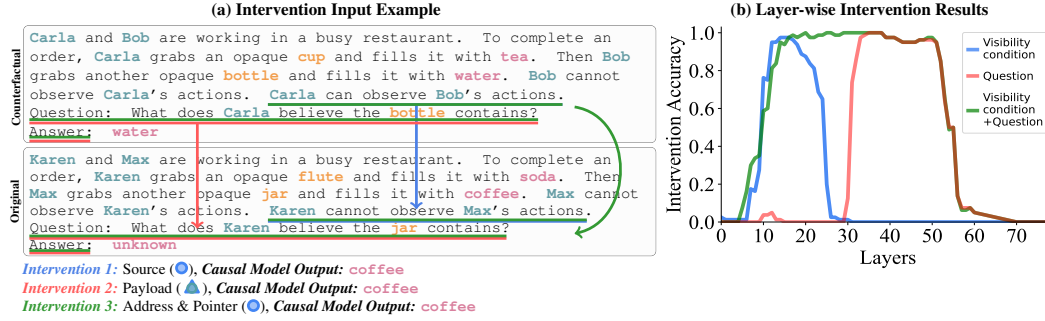 (a) Intervention Input Example
Counterfactual
Carla and Bob are working in a busy restaurant. To complete an
order, Carla grabs an opaque cup and fills it with tea. Then Bob
grabs another opaque bottle and fills it with water. Bob cannot
observe Carla's actions. Carla can observe Bob's actions.
Question: What does Carla believe the bottle contains?
Answer: water
Original
Karen and Max are working in a busy restaurant. To complete an
order, Karen grabs an opaque flute and fills it with soda. Then
Max grabs another opaque jar and fills it with coffee. Max cannot
observe Karen's actions. Karen cannot observe Max's actions.
Question: What does Karen believe the jar contains?
Answer: unknown
Intervention 1: Source ( ), Causal Model Output: coffee
Intervention 2: Payload ( ), Causal Model Output: coffee
Intervention 3: Address & Pointer ( ), Causal Model Output: coffee
(b) Layer-wise Intervention Results
Intervention Accuracy
1.0
0.8
0.6
0.4
0.2
0.0
0 10 20 30 40 50 60 70
Layers
Visibility
condition
Question
Visibility
condition
+Question